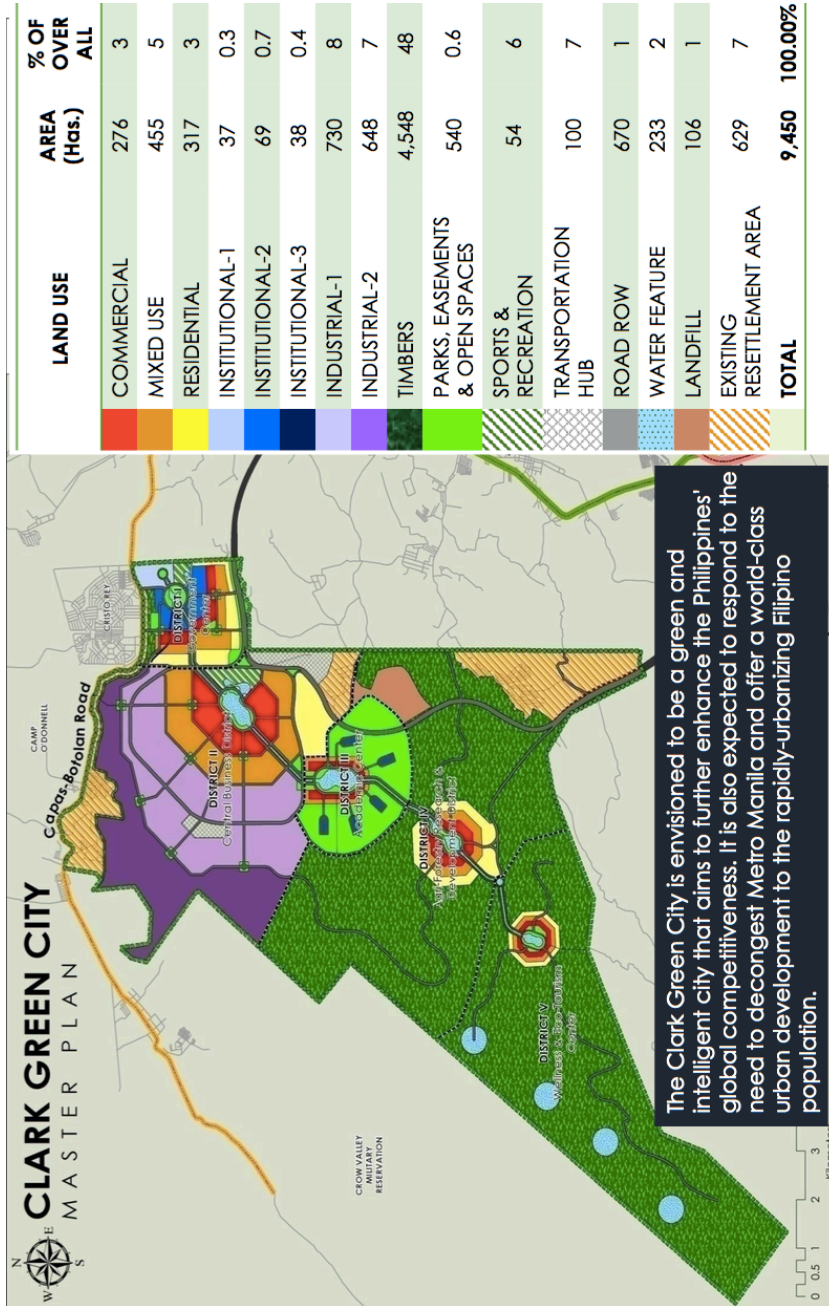 CLARK GREEN CITY
MASTER PLAN
N
W
E
S
CAMP
O'DONNELL
Capas-Botolan Road
CRISTO REY
DISTRICT I
Government
Center
DISTRICT II
Central Business District
DISTRICT III
Academic Center
DISTRICT IV
Agri-Forestry Research &
Development District
DISTRICT V
Wellness & Eco-Tourism
Center
CROW VALLEY
MILITARY
RESERVATION
0 0.5 1 2 3
The Clark Green City is envisioned to be a green and
intelligent city that aims to further enhance the Philippines'
global competitiveness. It is also expected to respond to the
need to decongest Metro Manila and offer a world-class
urban development to the rapidly-urbanizing Filipino
population.
LAND USE AREA (Has.) % OF OVER ALL
COMMERCIAL 276 3
MIXED USE 455 5
RESIDENTIAL 317 3
INSTITUTIONAL-1 37 0.3
INSTITUTIONAL-2 69 0.7
INSTITUTIONAL-3 38 0.4
INDUSTRIAL-1 730 8
INDUSTRIAL-2 648 7
TIMBERS 4,548 48
PARKS, EASEMENTS & OPEN SPACES 540 0.6
SPORTS & RECREATION 54 6
TRANSPORTATION HUB 100 7
ROAD ROW 670 1
WATER FEATURE 233 2
LANDFILL 106 1
EXISTING RESETTLEMENT AREA 629 7
TOTAL 9,450 100.00%